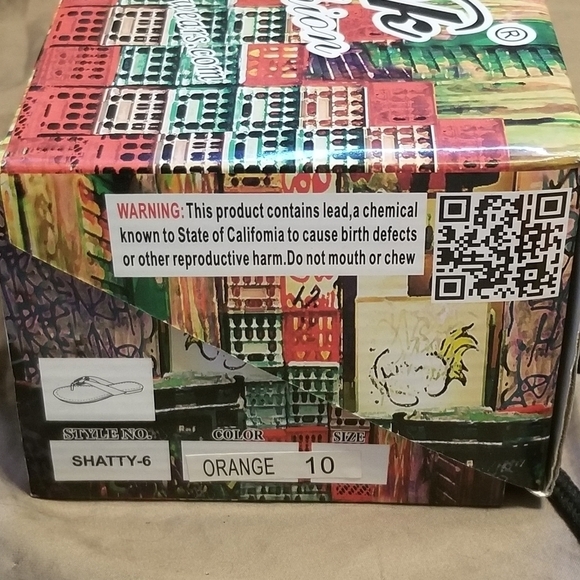 ®
WARNING: This product contains lead,a chemical
known to State of Califomia to cause birth defects
or other reproductive harm.Do not mouth or chew
STYLE NO. COLOR SIZE
SHATTY-6 ORANGE 10